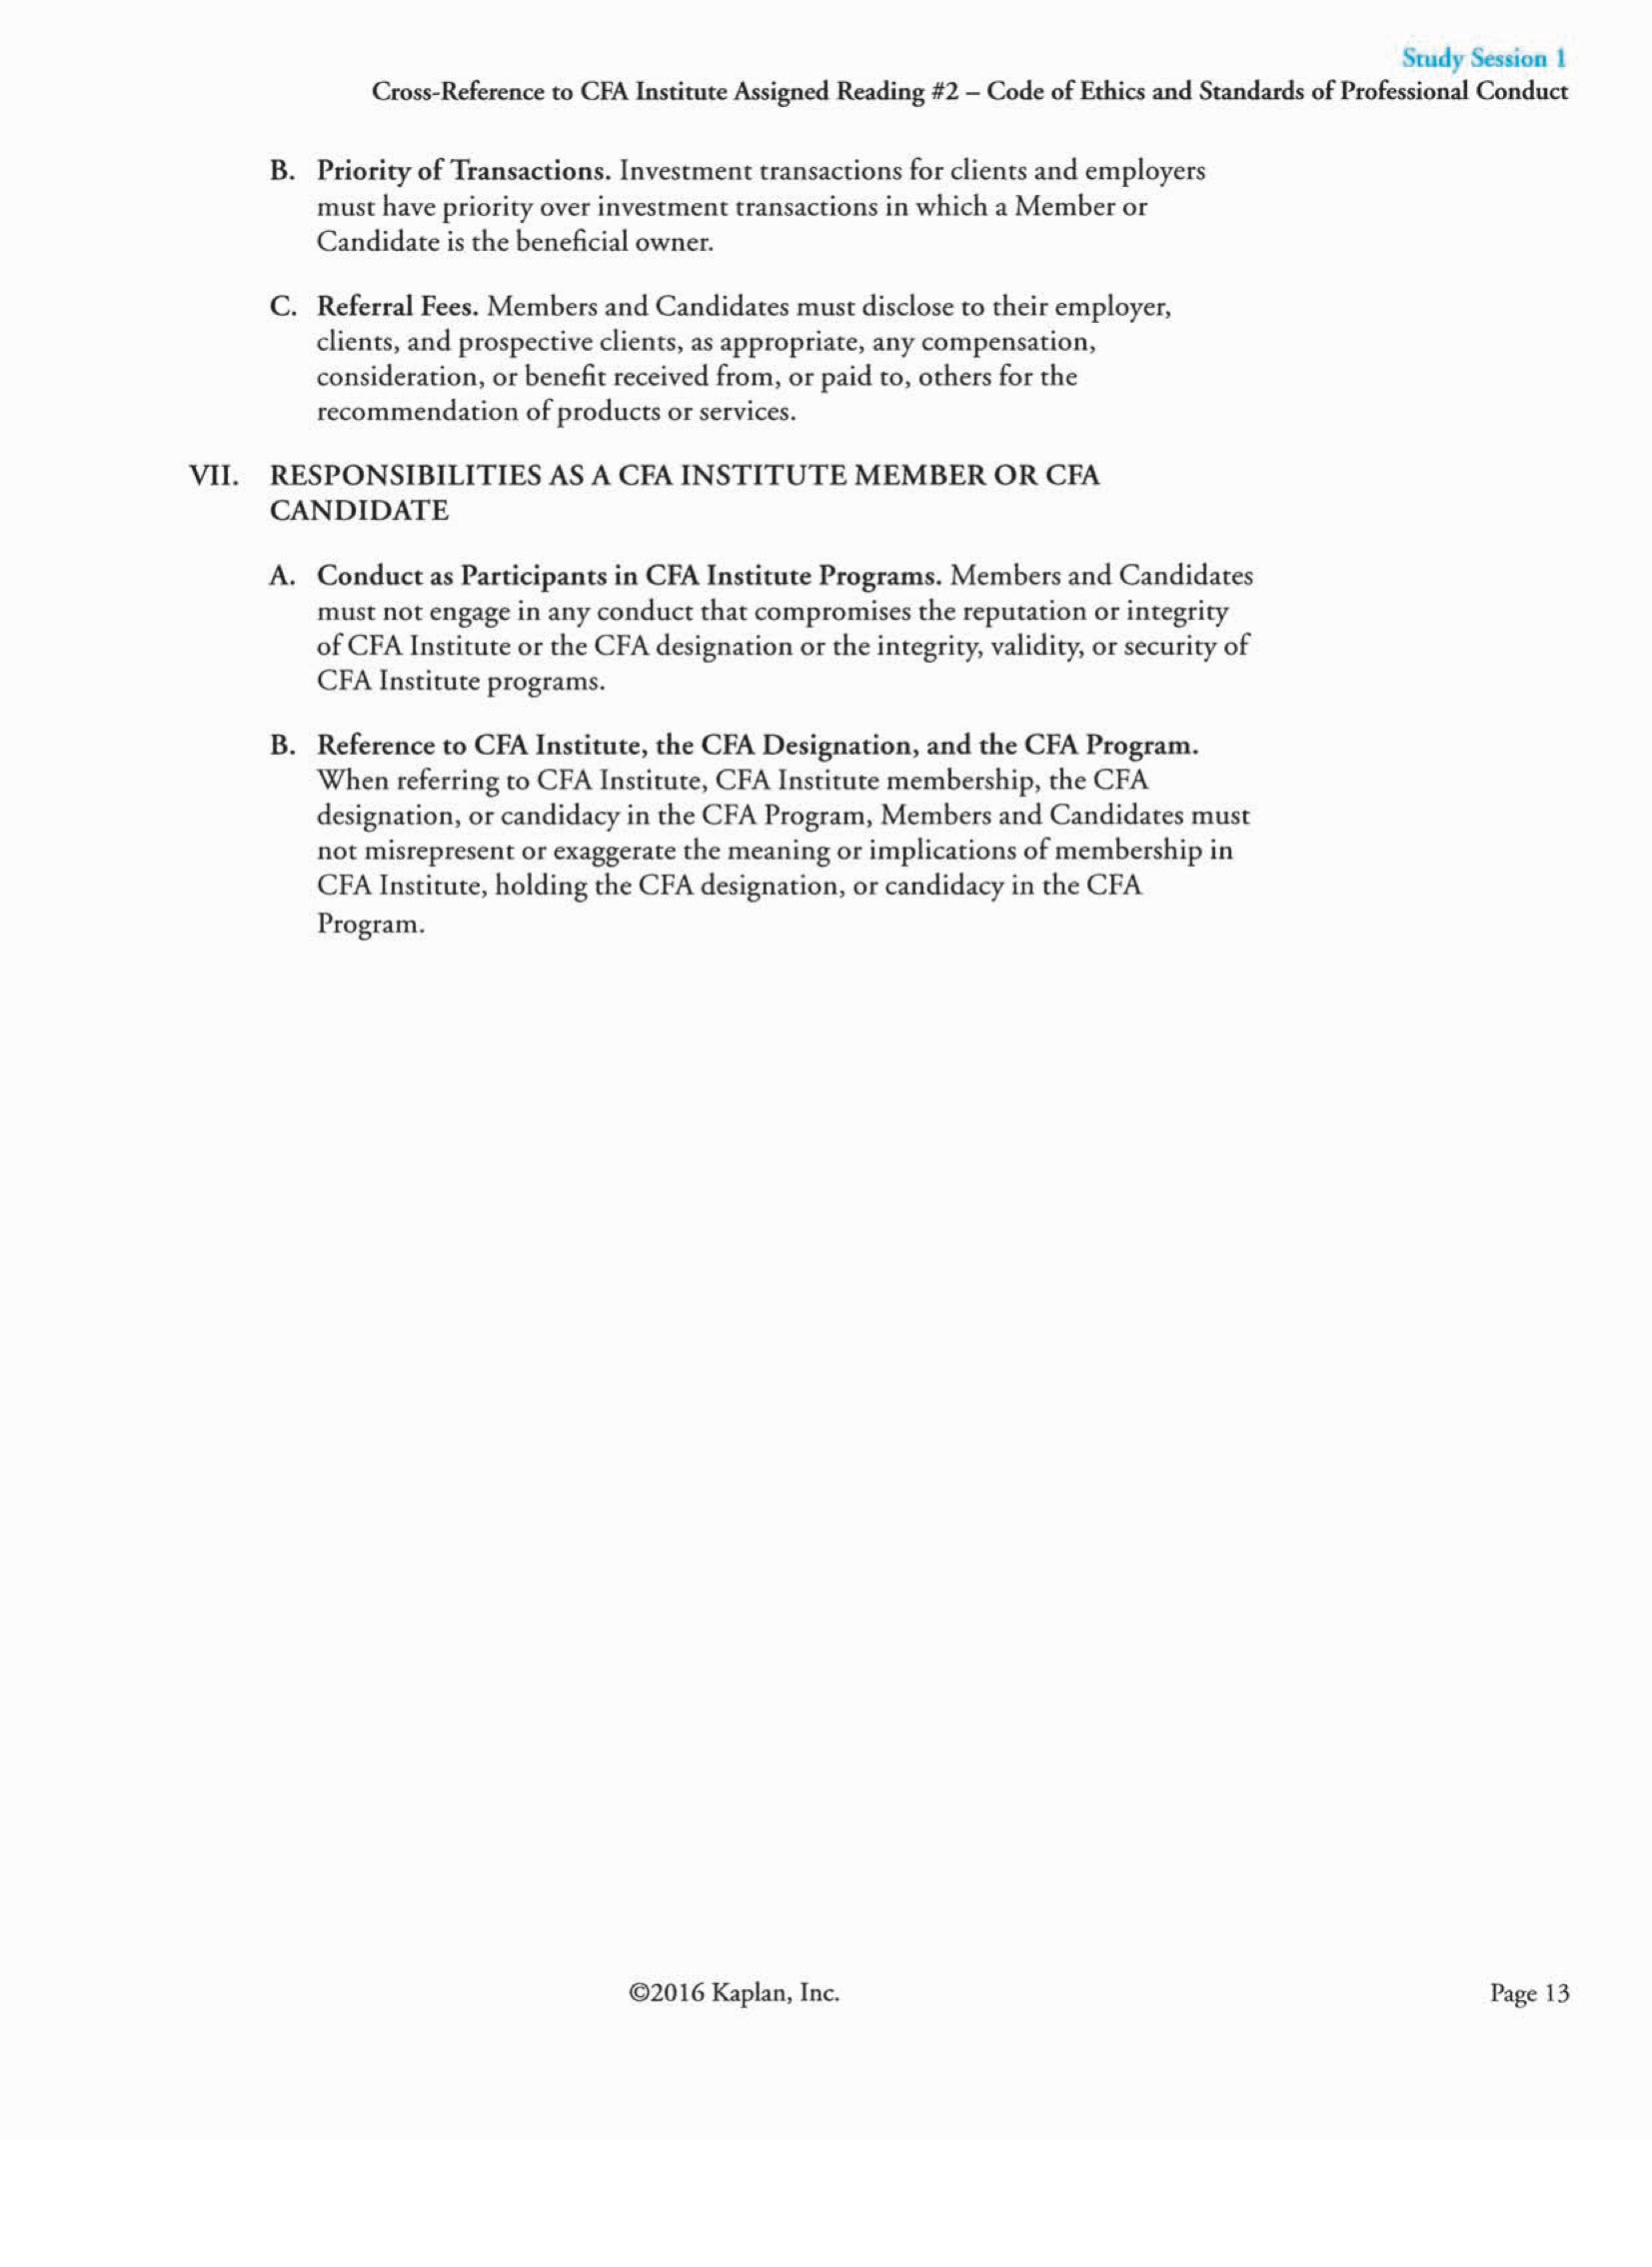 Study Session 1
Cross-Reference to CFA Institute Assigned Reading #2 – Code of Ethics and Standards of Professional Conduct
B. Priority of Transactions. Investment transactions for clients and employers
must have priority over investment transactions in which a Member or
Candidate is the beneficial owner.
C. Referral Fees. Members and Candidates must disclose to their employer,
clients, and prospective clients, as appropriate, any compensation,
consideration, or benefit received from, or paid to, others for the
recommendation of products or services.
VII. RESPONSIBILITIES AS A CFA INSTITUTE MEMBER OR CFA
CANDIDATE
A. Conduct as Participants in CFA Institute Programs. Members and Candidates
must not engage in any conduct that compromises the reputation or integrity
of CFA Institute or the CFA designation or the integrity, validity, or security of
CFA Institute programs.
B. Reference to CFA Institute, the CFA Designation, and the CFA Program.
When referring to CFA Institute, CFA Institute membership, the CFA
designation, or candidacy in the CFA Program, Members and Candidates must
not misrepresent or exaggerate the meaning or implications of membership in
CFA Institute, holding the CFA designation, or candidacy in the CFA
Program.
©2016 Kaplan, Inc. Page 13